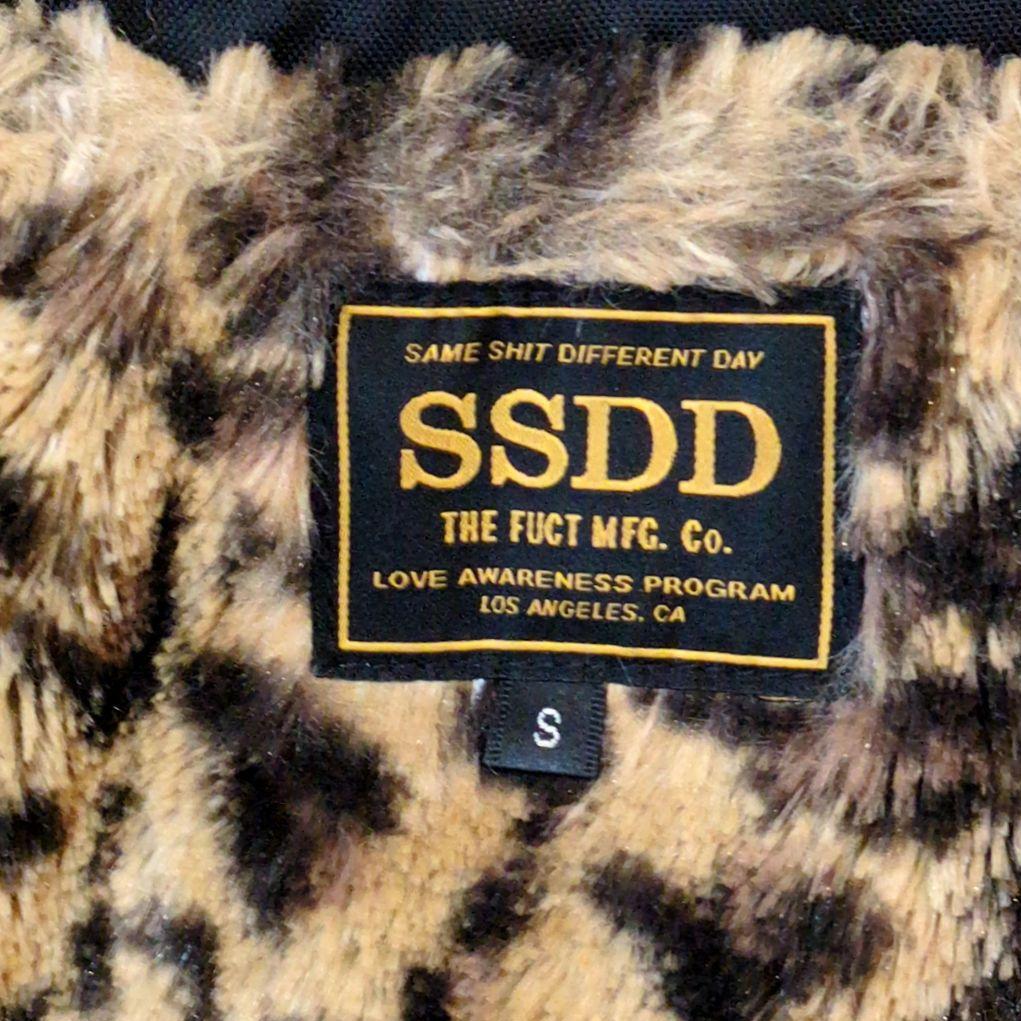 SAME SHIT DIFFERENT DAY
SSDD
THE FUCT MFG. Co.
LOVE AWARENESS PROGRAM
LOS ANGELES. CA
S